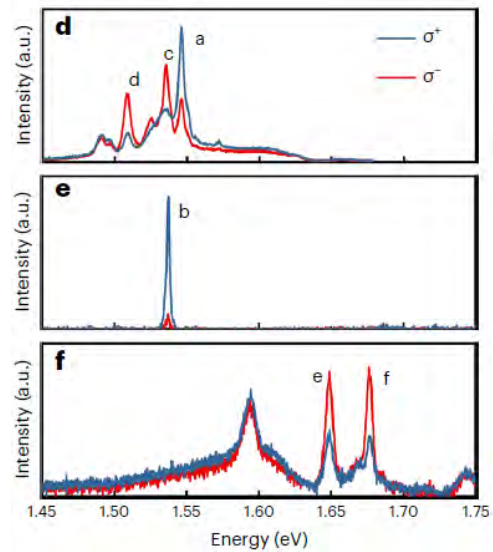 d
Intensity (a.u.)
a
c
d
σ⁺
σ⁻
e
Intensity (a.u.)
b
f
Intensity (a.u.)
e
f
1.45 1.50 1.55 1.60 1.65 1.70 1.75
Energy (eV)